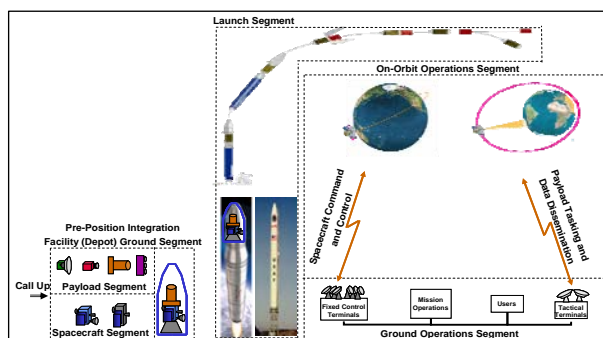 Launch Segment
On-Orbit Operations Segment
Spacecraft Command
and Control
Payload Tasking and
Data Dissemination
Pre-Position Integration
Facility (Depot) Ground Segment
Call Up
Payload Segment
Spacecraft Segment
Fixed Control
Terminals
Mission
Operations
Users
Tactical
Terminals
Ground Operations Segment